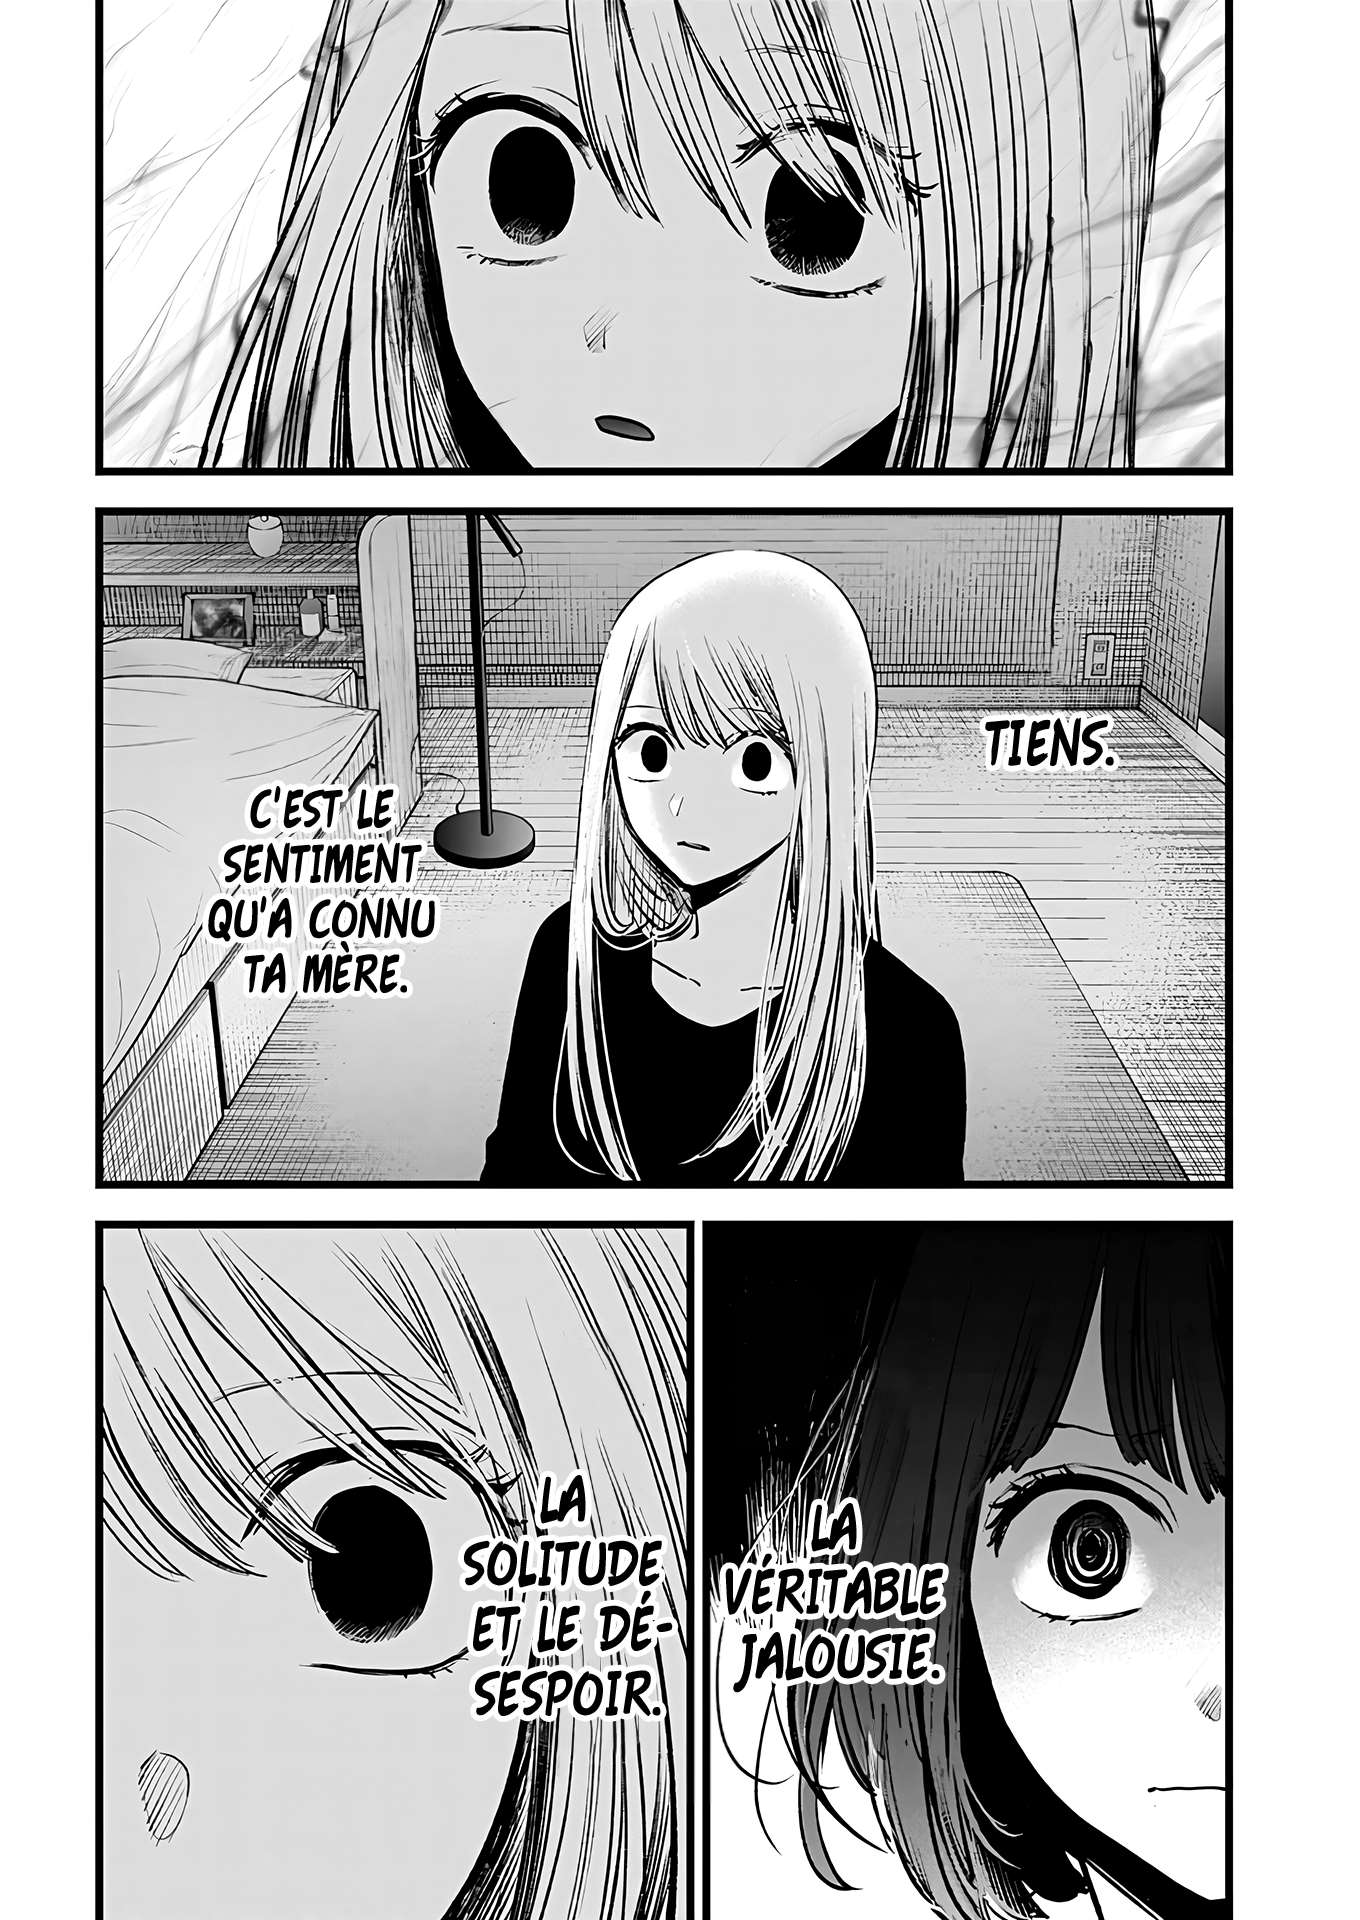 TIENS.
C'EST LE
SENTIMENT
QU'A CONNU
TA MÈRE.
LA
VÉRITABLE
JALOUSIE.
LA
SOLITUDE
ET LE DÉ-
SESPOIR.